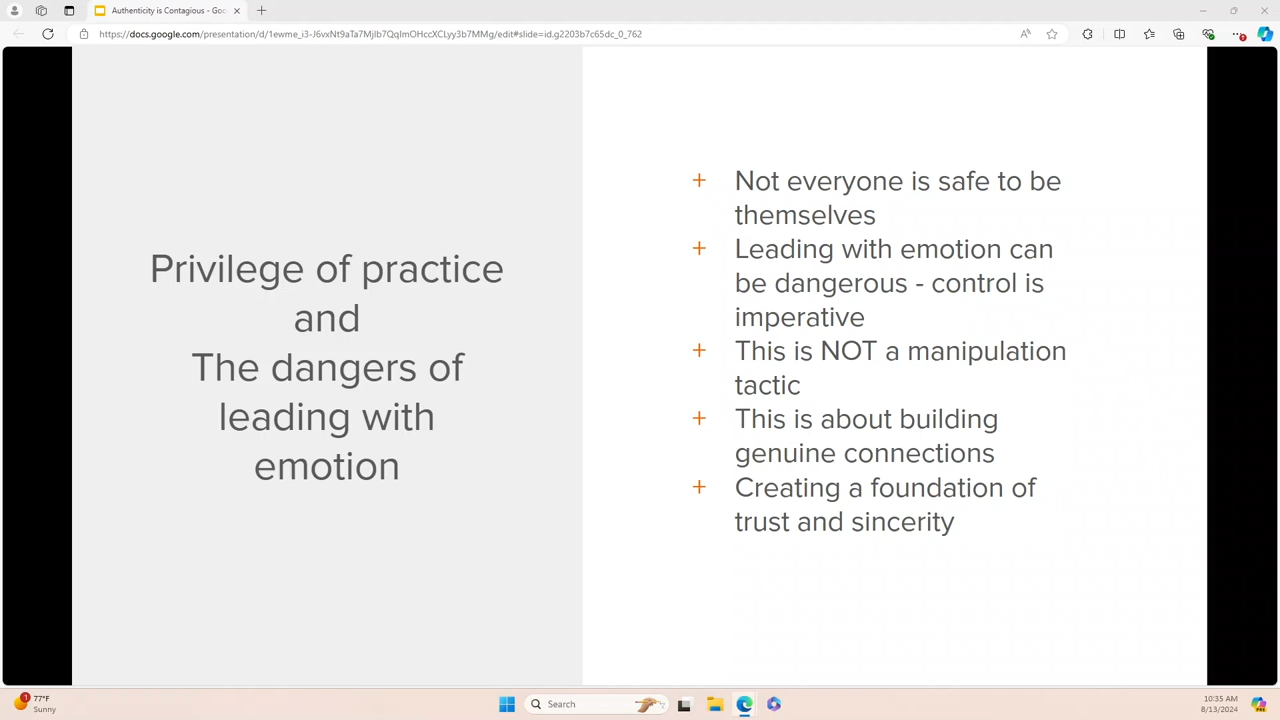 Authenticity is Contagious - Goo
https://docs.google.com/presentation/d/1ewme_i3-J6vxNt9aTa7Mjlb7QqImOHccXCLyy3b7MMg/edit#slide=id.g2203b7c65dc_0_762
Privilege of practice
and
The dangers of
leading with
emotion
+ Not everyone is safe to be
themselves
+ Leading with emotion can
be dangerous - control is
imperative
+ This is NOT a manipulation
tactic
+ This is about building
genuine connections
+ Creating a foundation of
trust and sincerity
1
77°F
Sunny
Search
10:35 AM
8/13/2024